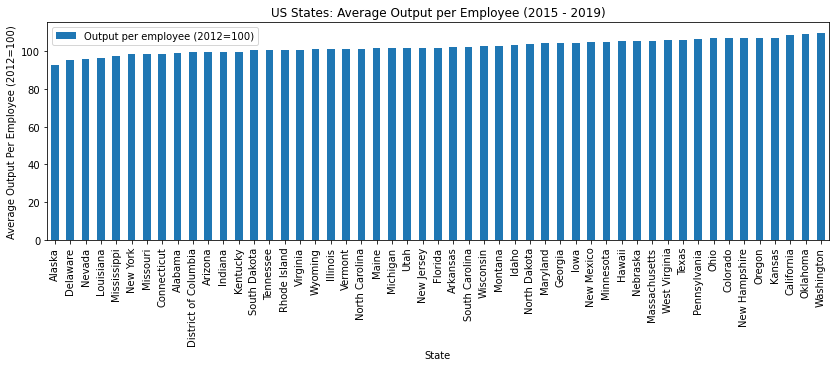 US States: Average Output per Employee (2015 - 2019)
Output per employee (2012=100)
Average Output Per Employee (2012=100)
100
80
60
40
20
0
Alaska
Delaware
Nevada
Louisiana
Mississippi
New York
Missouri
Connecticut
Alabama
District of Columbia
Arizona
Indiana
Kentucky
South Dakota
Tennessee
Rhode Island
Virginia
Wyoming
Illinois
Vermont
North Carolina
Maine
Michigan
Utah
New Jersey
Florida
Arkansas
South Carolina
Wisconsin
Montana
Idaho
North Dakota
Maryland
Georgia
Iowa
New Mexico
Minnesota
Hawaii
Nebraska
Massachusetts
West Virginia
Texas
Pennsylvania
Ohio
Colorado
New Hampshire
Oregon
Kansas
California
Oklahoma
Washington
State